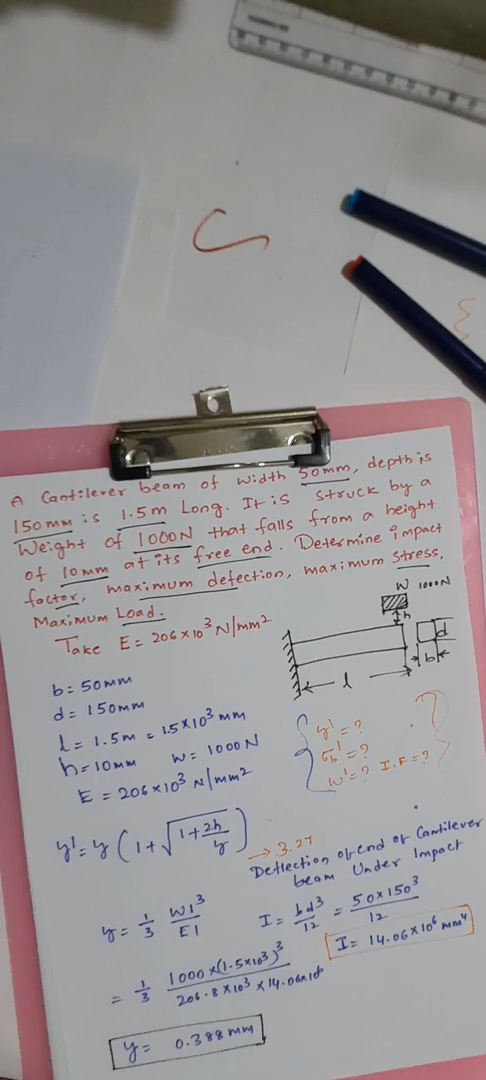 A Cantilever beam of width 50mm, depth is
150mm is 1.5m Long. It is struck by a
Weight of 1000N that falls from a height
of 10mm at its free end. Determine impact
factor, maximum defection, maximum stress,
Maximum Load.
Take E = 206×10³ N/mm²
W 1000N
h
d
b
l
b = 50mm
d = 150mm
l = 1.5m = 1.5×10³ mm
h = 10mm W = 1000N
E = 206×10³ N/mm²
y' = ?
σb' = ?
W' = ? I.F = ?
y' = y (1 + √(1 + 2h/y)) → 3.27
Deflection of end of Cantilever
beam Under Impact
y = 1/3 Wl³/EI
I = bd³/12 = 50×150³/12
I = 14.06×10⁶ mm⁴
= 1/3 1000×(1.5×10³)³/206.8×10³×14.06×10⁶
y = 0.388mm